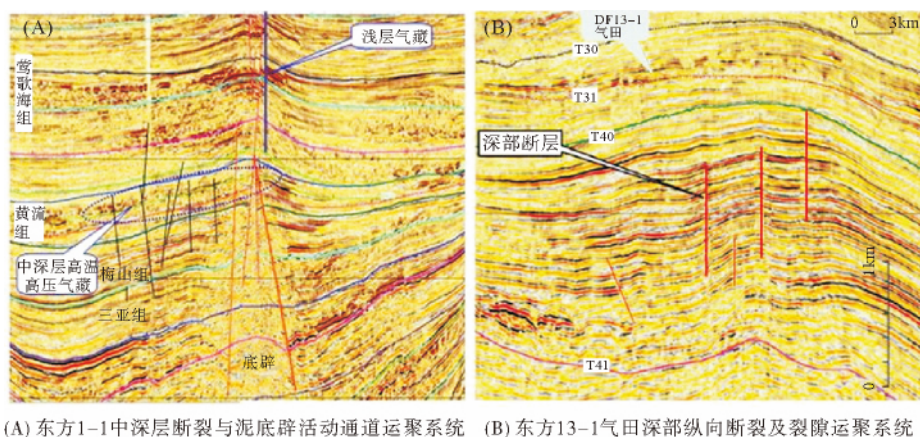 (A)
浅层气藏
莺歌海组
黄流组
中深层高温
高压气藏
梅山组
三亚组
底辟
(B)
DF13-1
气田
0 3km
T30
T31
T40
深部断层
1km
0
T41
(A) 东方1-1中深层断裂与泥底辟活动通道运聚系统 (B) 东方13-1气田深部纵向断裂及裂隙运聚系统